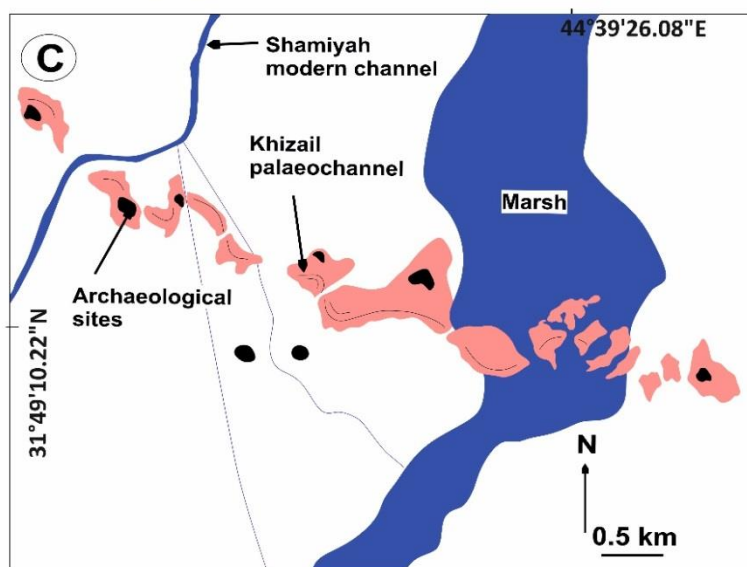 44°39'26.08"E
C
Shamiyah
modern channel
Khizail
palaeochannel
Marsh
Archaeological
sites
31°49'10.22"N
N
0.5 km